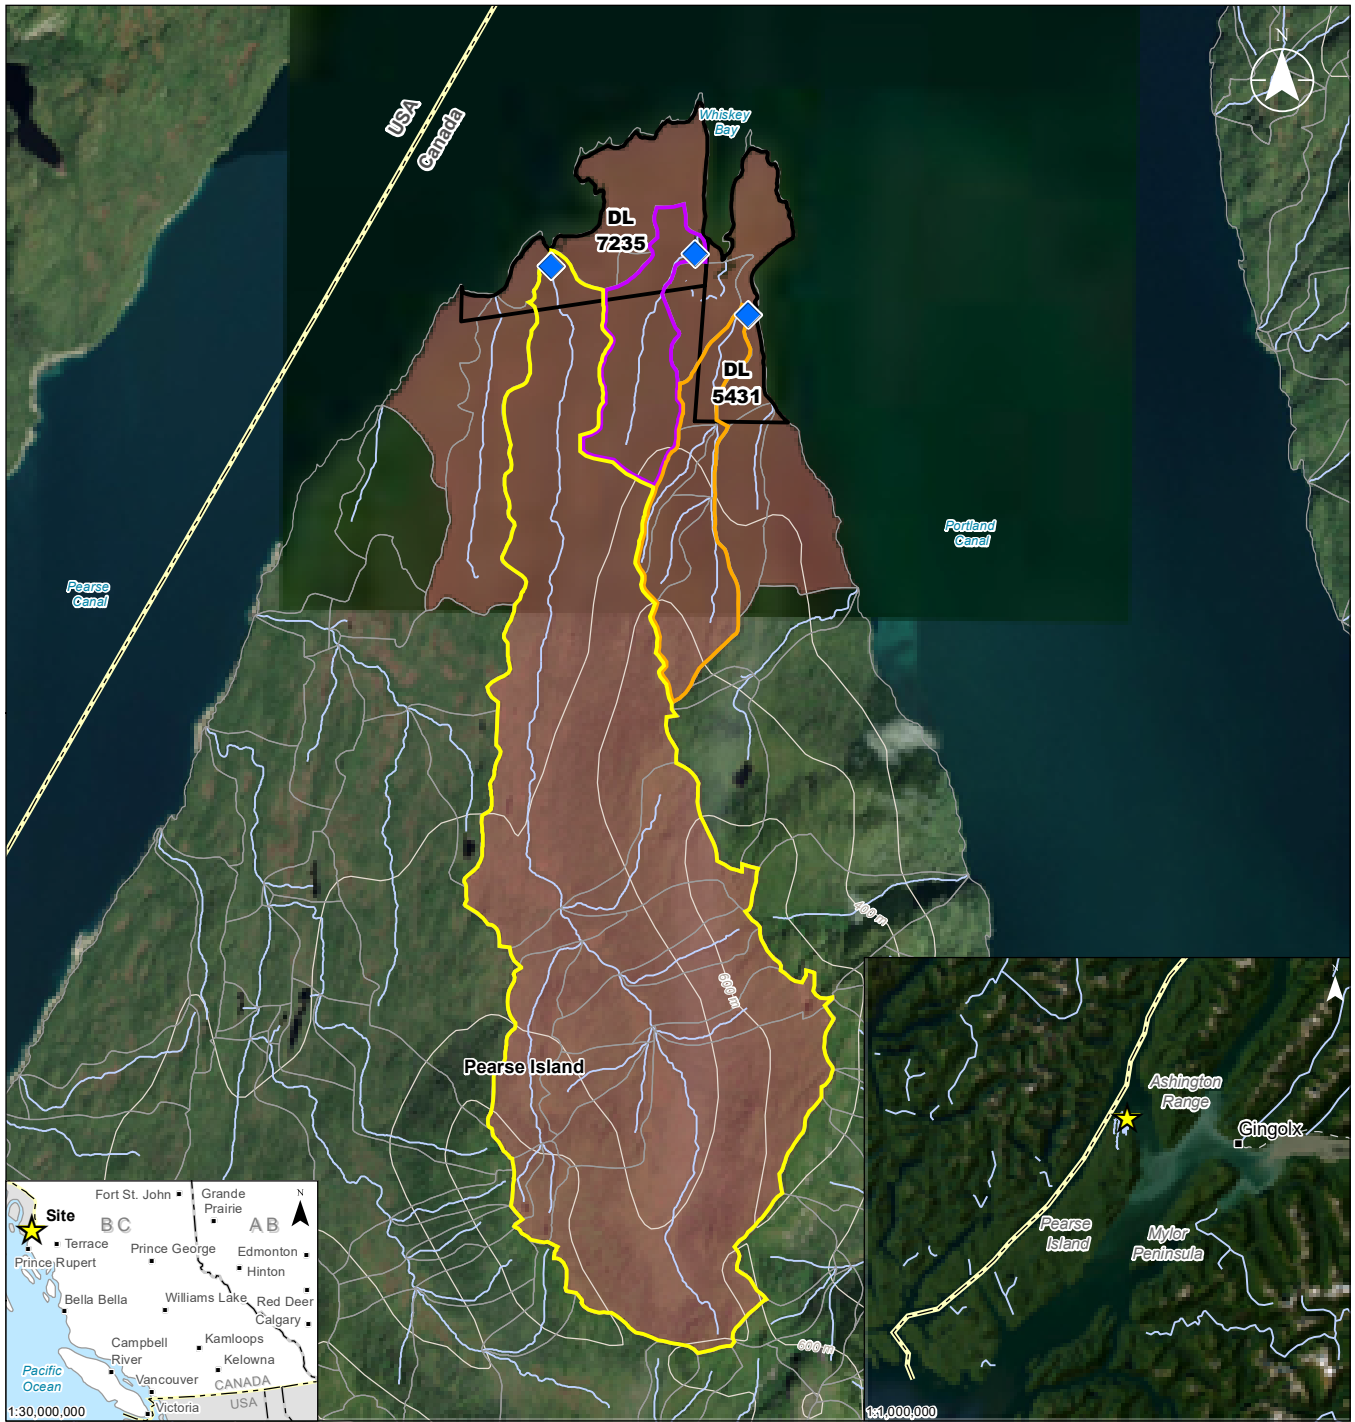 N
USA
Canada
Whiskey
Bay
DL
7235
DL
5431
Portland
Canal
Pearse
Canal
400 m
600 m
Pearse Island
600 m
N
Fort St. John
Grande
Prairie
Site
BC
AB
Terrace
Prince George
Edmonton
Prince Rupert
Hinton
Bella Bella
Williams Lake
Red Deer
Calgary
Campbell
River
Kamloops
Kelowna
Pacific
Ocean
Vancouver
CANADA
USA
Victoria
1:30,000,000
N
Ashington
Range
Gingolx
Pearse
Island
Mylor
Peninsula
1:1,000,000